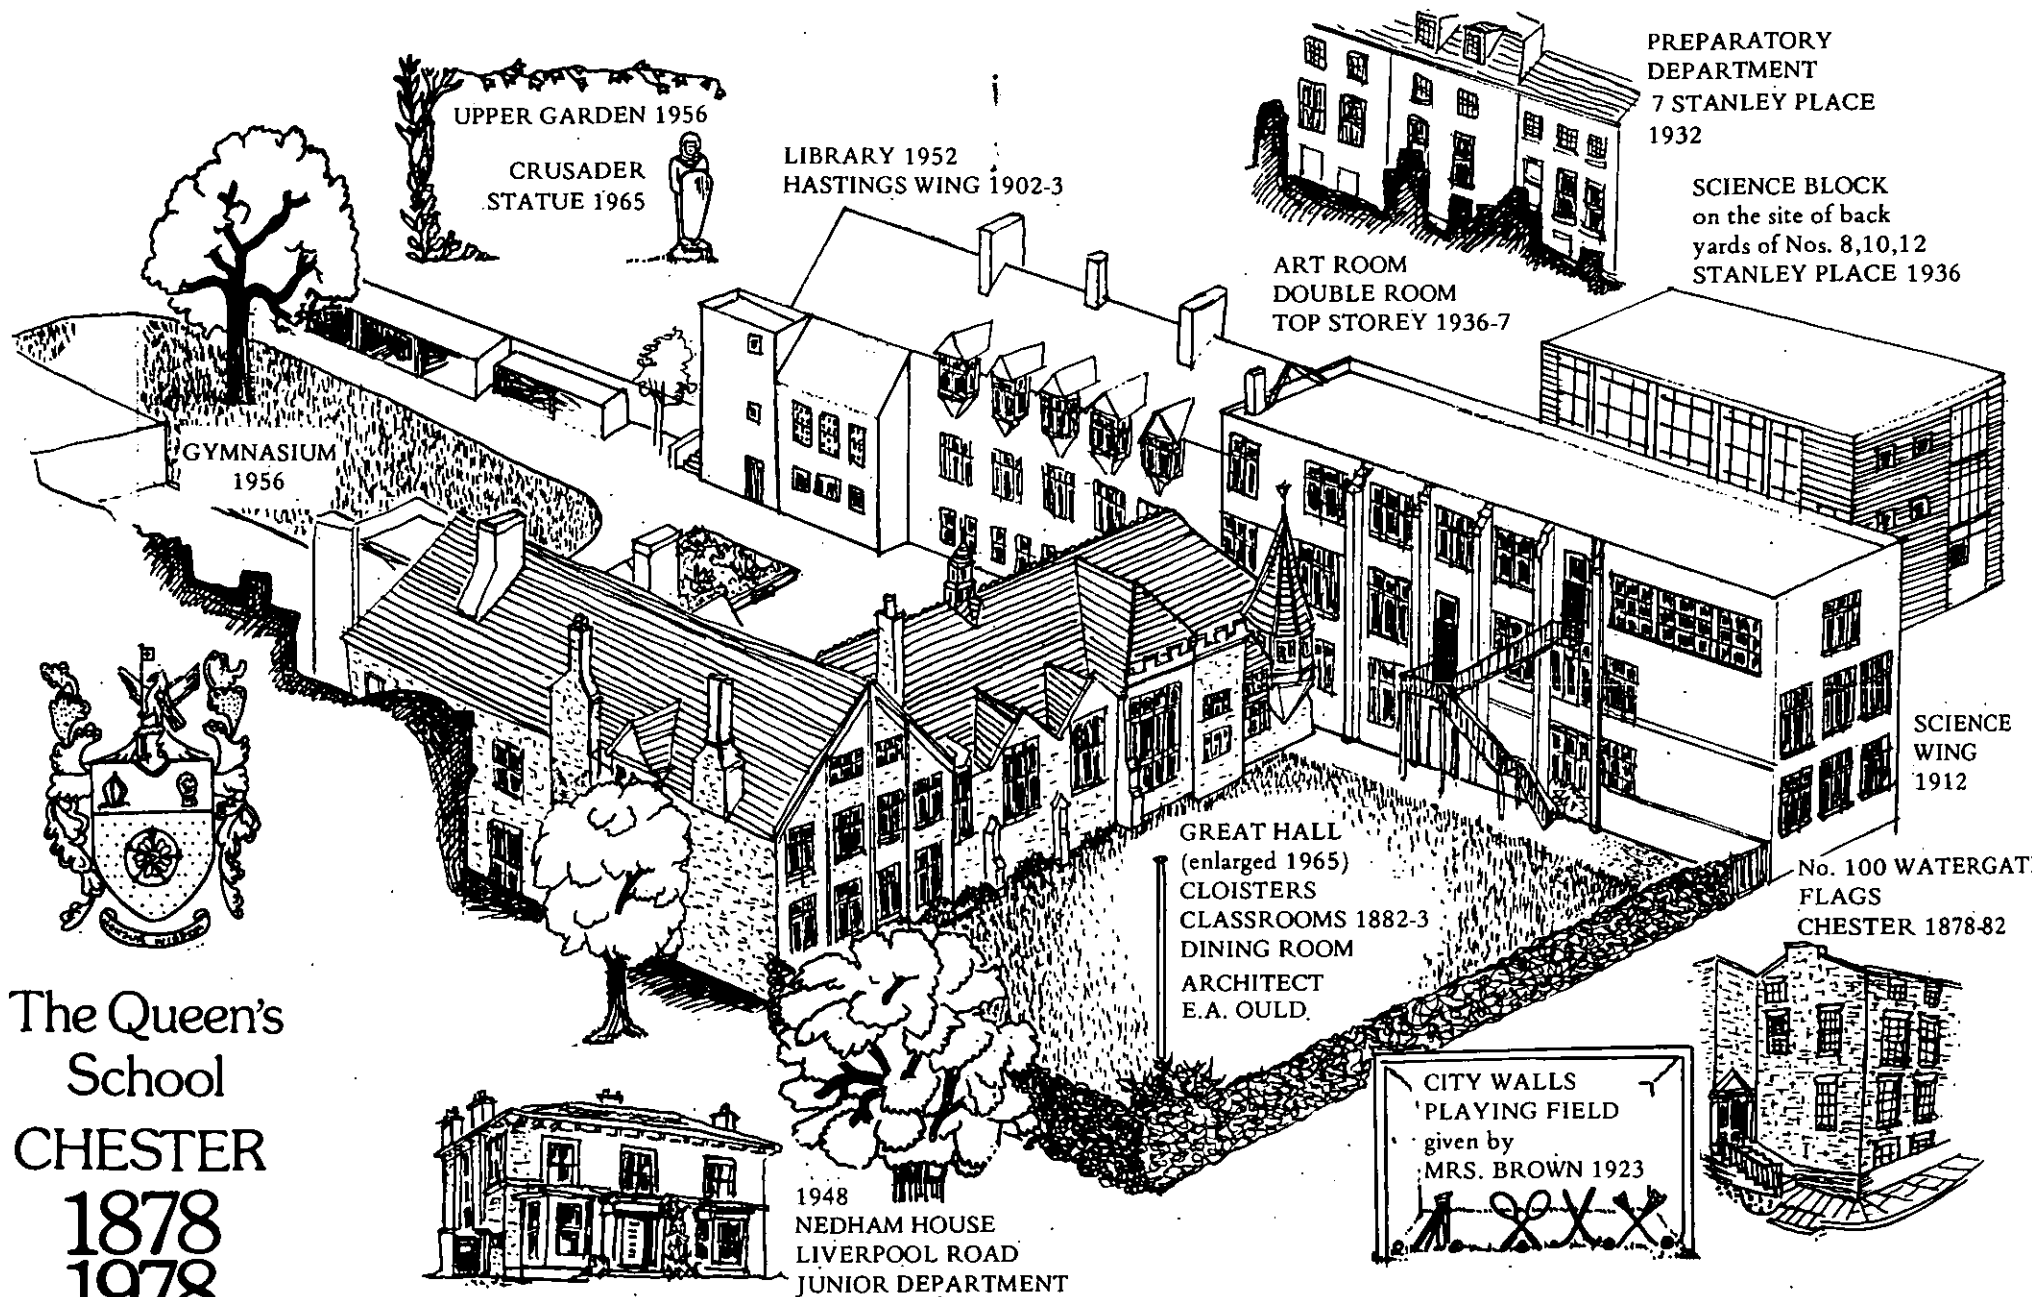 UPPER GARDEN 1956
CRUSADER
STATUE 1965
LIBRARY 1952
HASTINGS WING 1902-3
PREPARATORY
DEPARTMENT
7 STANLEY PLACE
1932
SCIENCE BLOCK
on the site of back
yards of Nos. 8,10,12
STANLEY PLACE 1936
ART ROOM
DOUBLE ROOM
TOP STOREY 1936-7
GYMNASIUM
1956
SCIENCE
WING
1912
GREAT HALL
(enlarged 1965)
CLOISTERS
CLASSROOMS 1882-3
DINING ROOM
ARCHITECT
E.A. OULD.
No. 100 WATERGAT
FLAGS
CHESTER 1878-82
The Queen's
School
CHESTER
1878
1978
CITY WALLS
PLAYING FIELD
given by
MRS. BROWN 1923
1948
NEDHAM HOUSE
LIVERPOOL ROAD
JUNIOR DEPARTMENT